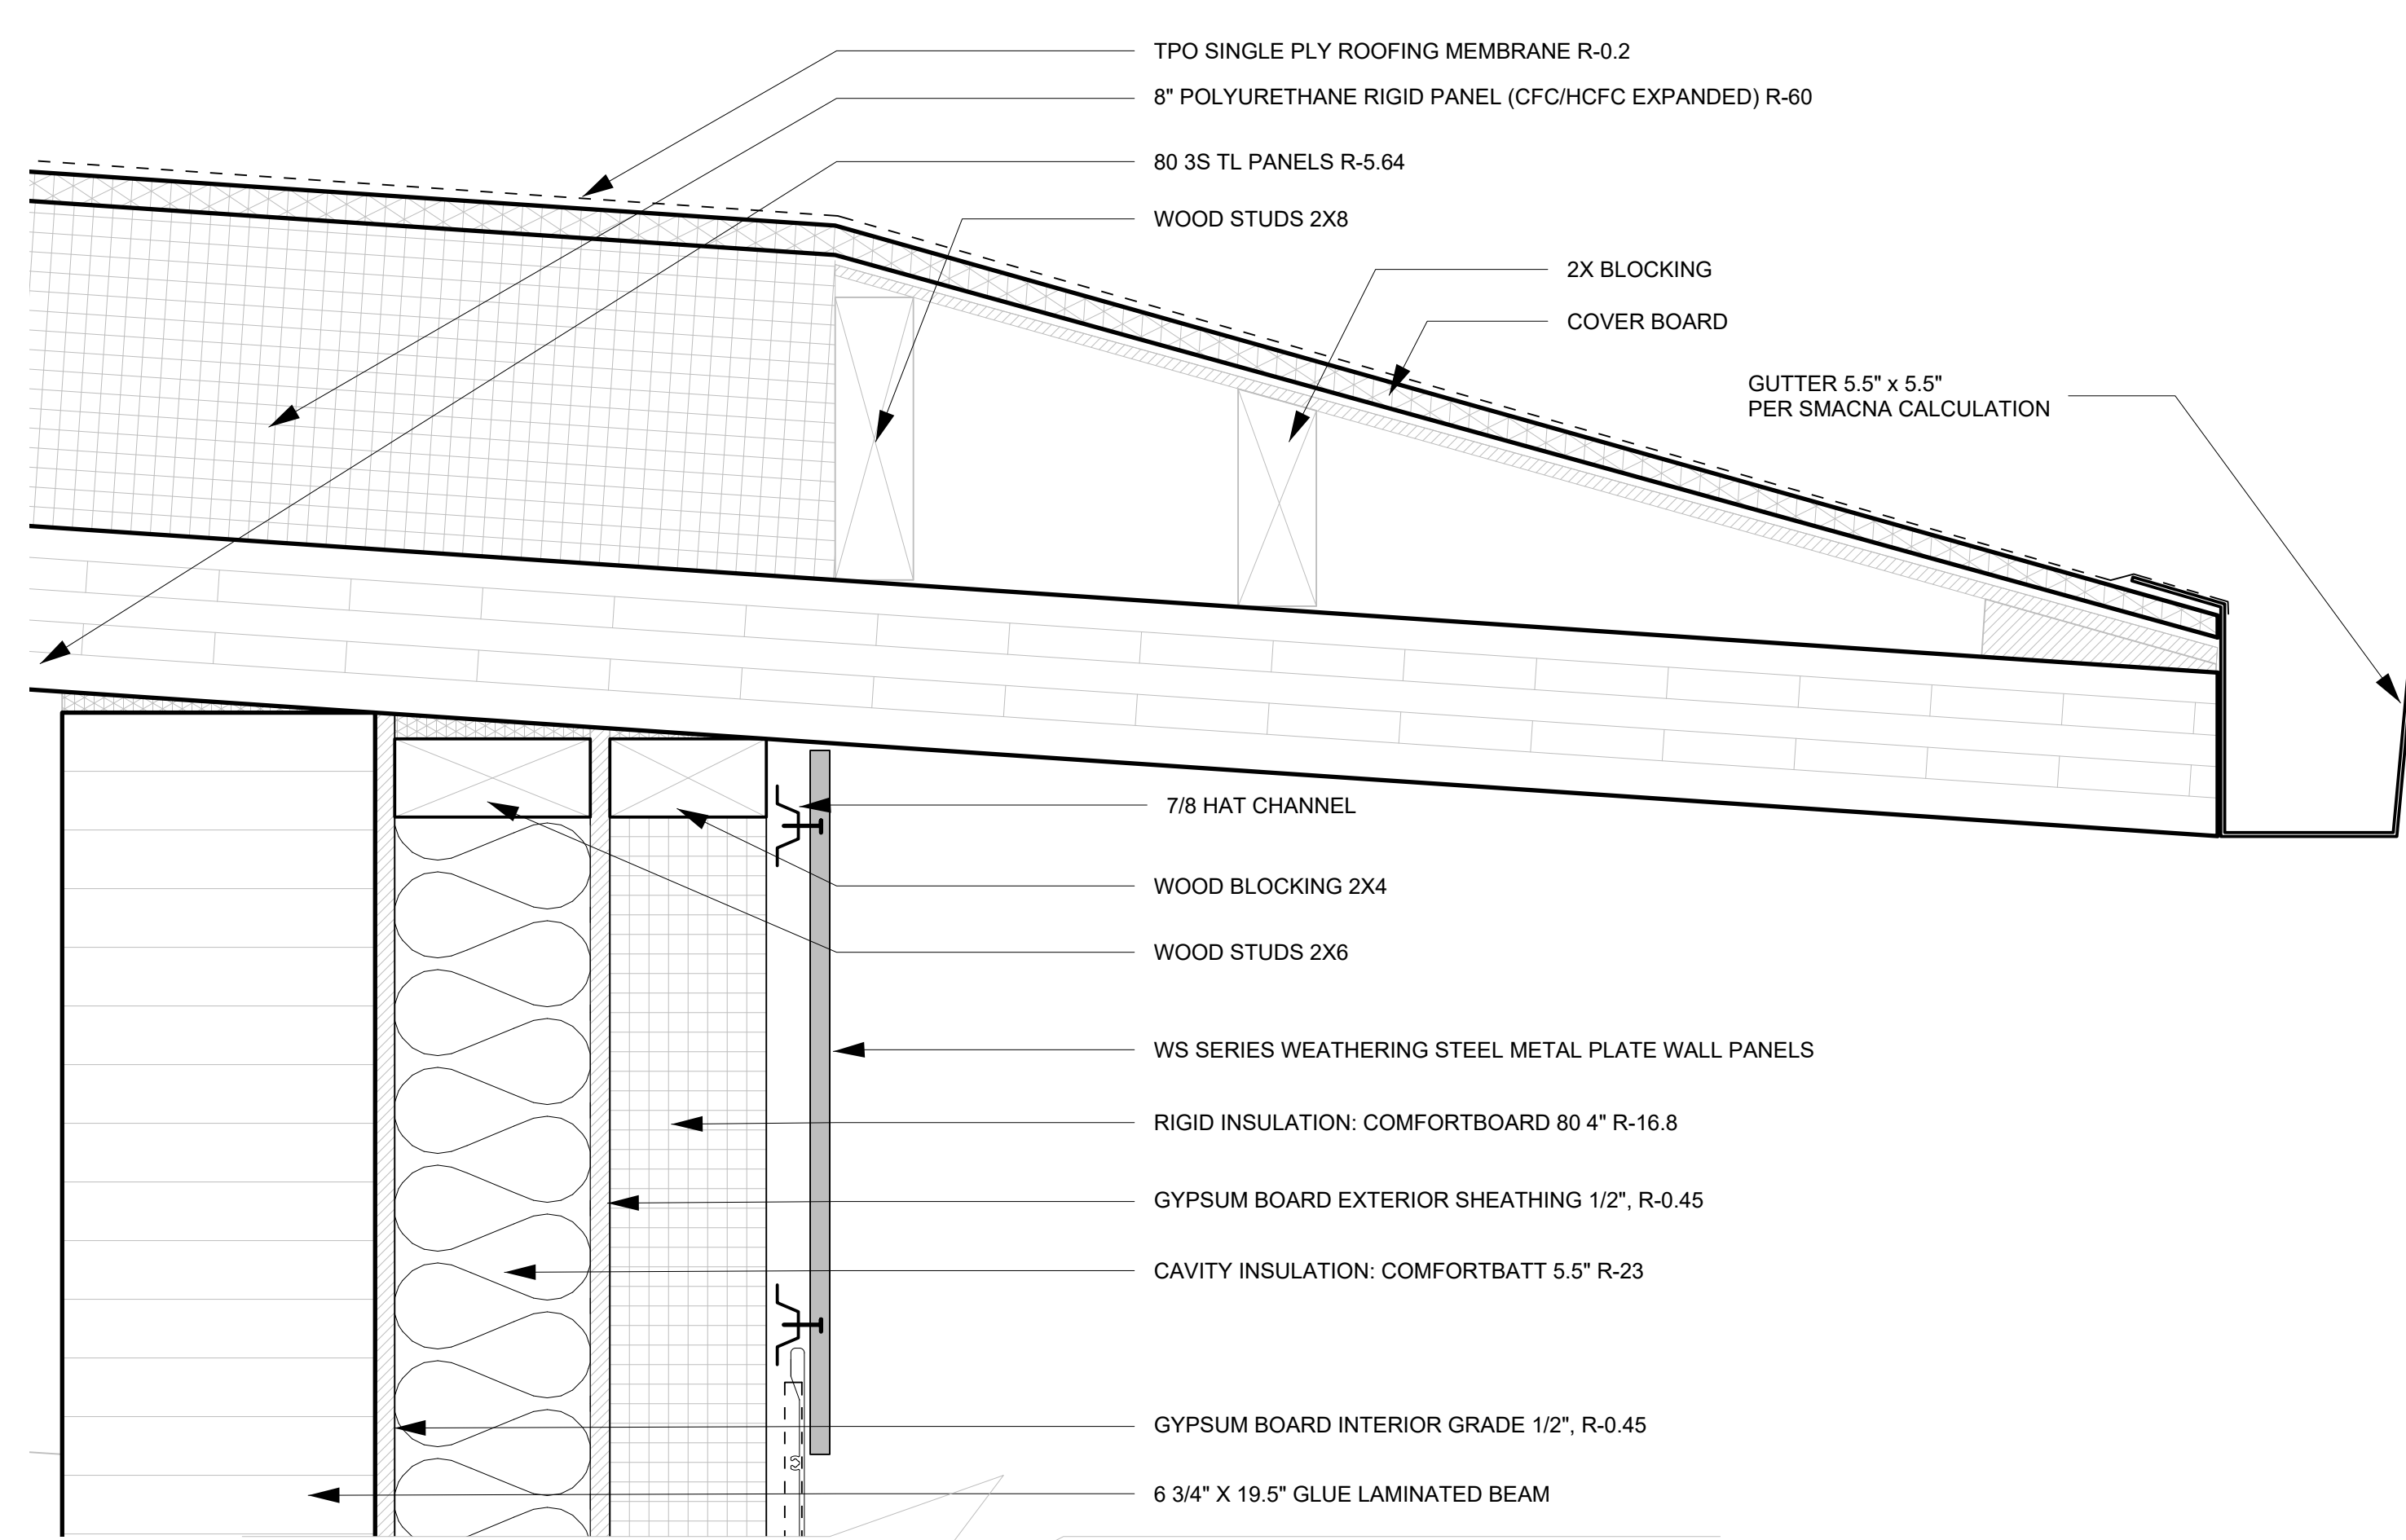 TPO SINGLE PLY ROOFING MEMBRANE R-0.2
8" POLYURETHANE RIGID PANEL (CFC/HCFC EXPANDED) R-60
80 3S TL PANELS R-5.64
WOOD STUDS 2X8
2X BLOCKING
COVER BOARD
GUTTER 5.5" x 5.5"
PER SMACNA CALCULATION
7/8 HAT CHANNEL
WOOD BLOCKING 2X4
WOOD STUDS 2X6
WS SERIES WEATHERING STEEL METAL PLATE WALL PANELS
RIGID INSULATION: COMFORTBOARD 80 4" R-16.8
GYPSUM BOARD EXTERIOR SHEATHING 1/2", R-0.45
CAVITY INSULATION: COMFORTBATT 5.5" R-23
GYPSUM BOARD INTERIOR GRADE 1/2", R-0.45
6 3/4" X 19.5" GLUE LAMINATED BEAM